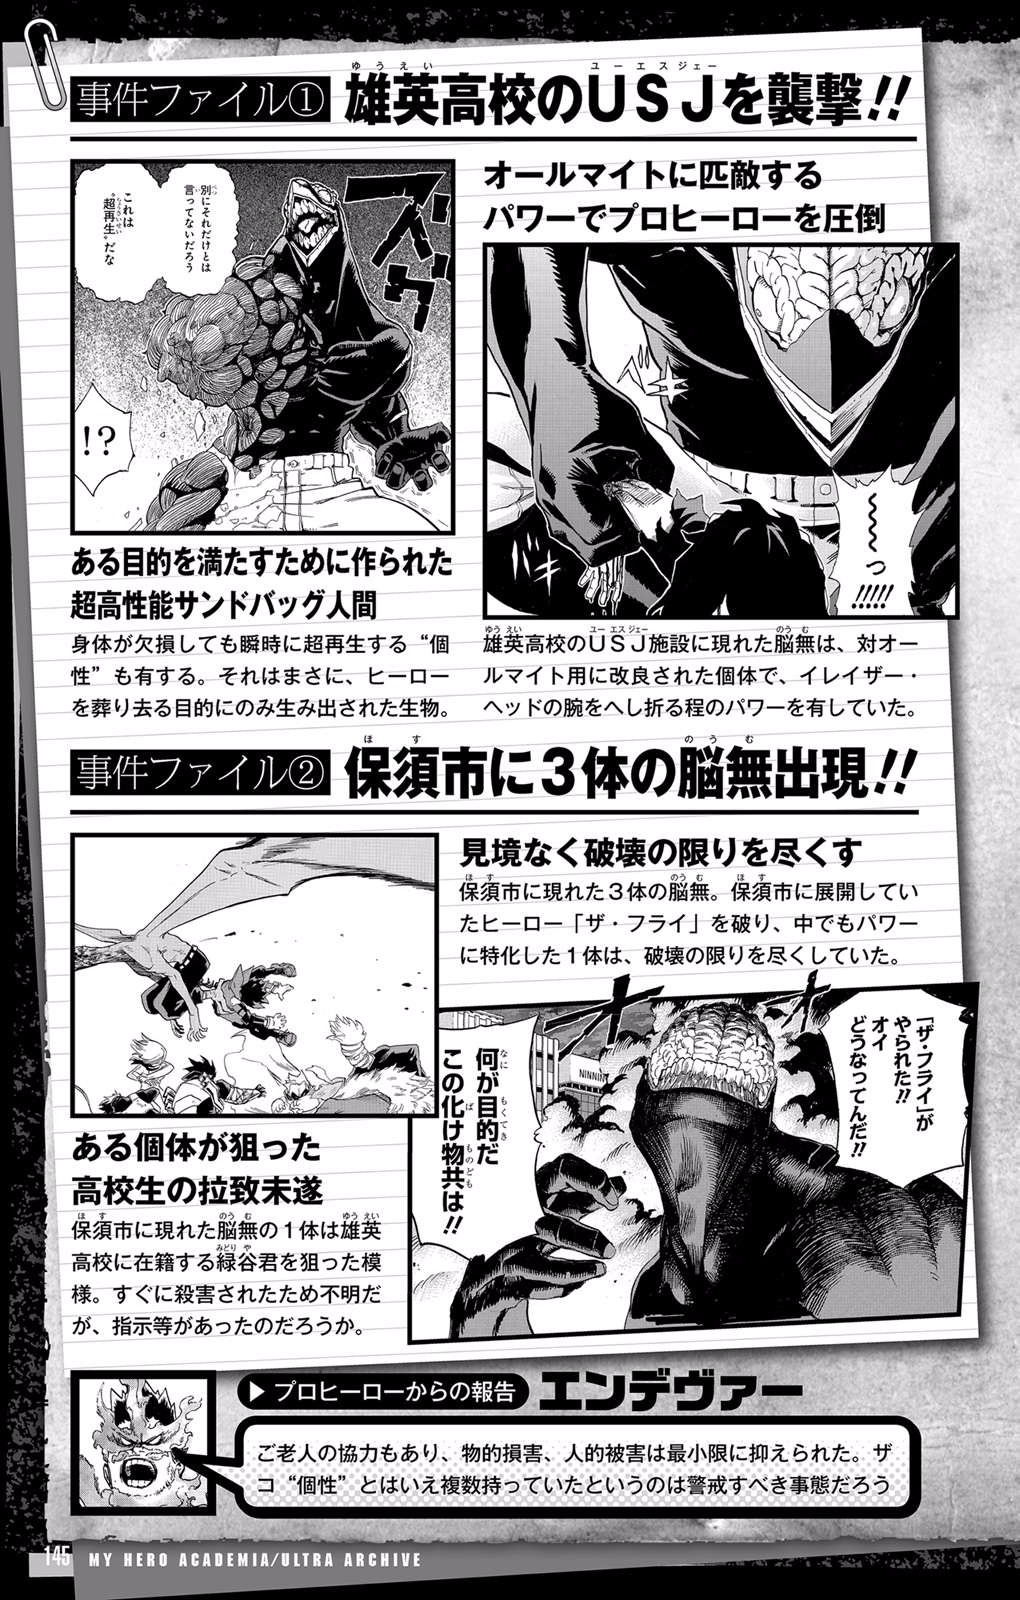 事件ファイル① 雄英高校のＵＳＪを襲撃!!
ゆうえい ユーエスジェー
オールマイトに匹敵する
パワーでプロヒーローを圧倒
別にそれだけとは
言ってないだろう
これは
“超再生”だな
ズズッ
!?
〜〜〜〜っ!!!!!
ある目的を満たすために作られた
超高性能サンドバッグ人間
身体が欠損しても瞬時に超再生する“個
性”も有する。それはまさに、ヒーロー
を葬り去る目的にのみ生み出された生物。
雄英高校のＵＳＪ施設に現れた脳無は、対オー
ルマイト用に改良された個体で、イレイザー・
ヘッドの腕をへし折る程のパワーを有していた。
事件ファイル② 保須市に３体の脳無出現!!
ほす のうむ
見境なく破壊の限りを尽くす
保須市に現れた３体の脳無。保須市に展開してい
たヒーロー「ザ・フライ」を破り、中でもパワー
に特化した１体は、破壊の限りを尽くしていた。
「ザ・フライ」が
やられた!!
オイ
どうなってんだ!!
何が目的だ
この化け物共は!!
NINNIN
ある個体が狙った
高校生の拉致未遂
保須市に現れた脳無の１体は雄英
高校に在籍する緑谷君を狙った模
様。すぐに殺害されたため不明だ
が、指示等があったのだろうか。
▶プロヒーローからの報告 エンデヴァー
ご老人の協力もあり、物的損害、人的被害は最小限に抑えられた。ザ
コ“個性”とはいえ複数持っていたというのは警戒すべき事態だろう
145 MY HERO ACADEMIA/ULTRA ARCHIVE